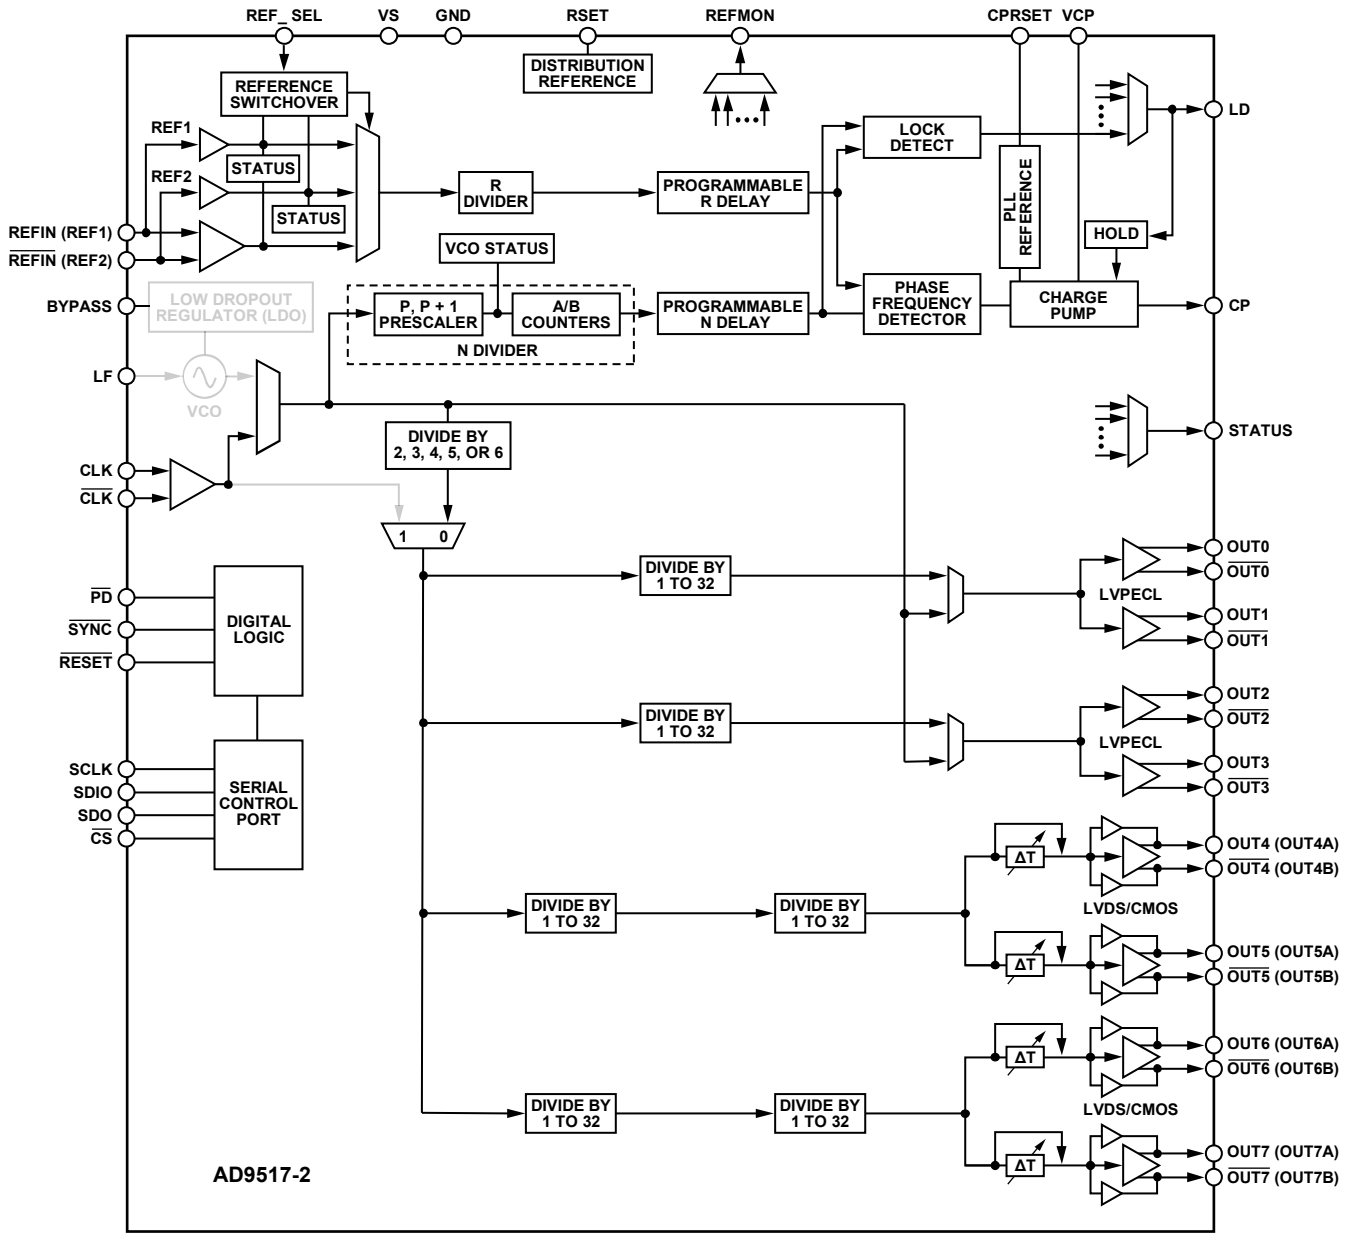 REF_ SEL
VS
GND
RSET
REFMON
CPRSET
VCP
DISTRIBUTION
REFERENCE
REFERENCE
SWITCHOVER
REF1
STATUS
REF2
STATUS
REFIN (REF1)
REFIN (REF2)
BYPASS
LF
CLK
CLK
PD
SYNC
RESET
SCLK
SDIO
SDO
CS
R
DIVIDER
PROGRAMMABLE
R DELAY
LOCK
DETECT
PLL
REFERENCE
HOLD
LD
VCO STATUS
LOW DROPOUT
REGULATOR (LDO)
VCO
P, P + 1
PRESCALER
A/B
COUNTERS
N DIVIDER
PROGRAMMABLE
N DELAY
PHASE
FREQUENCY
DETECTOR
CHARGE
PUMP
CP
STATUS
DIVIDE BY
2, 3, 4, 5, OR 6
1 0
DIGITAL
LOGIC
SERIAL
CONTROL
PORT
DIVIDE BY
1 TO 32
LVPECL
OUT0
OUT0
OUT1
OUT1
DIVIDE BY
1 TO 32
LVPECL
OUT2
OUT2
OUT3
OUT3
DIVIDE BY
1 TO 32
DIVIDE BY
1 TO 32
ΔT
ΔT
LVDS/CMOS
OUT4 (OUT4A)
OUT4 (OUT4B)
OUT5 (OUT5A)
OUT5 (OUT5B)
DIVIDE BY
1 TO 32
DIVIDE BY
1 TO 32
ΔT
ΔT
LVDS/CMOS
OUT6 (OUT6A)
OUT6 (OUT6B)
OUT7 (OUT7A)
OUT7 (OUT7B)
AD9517-2